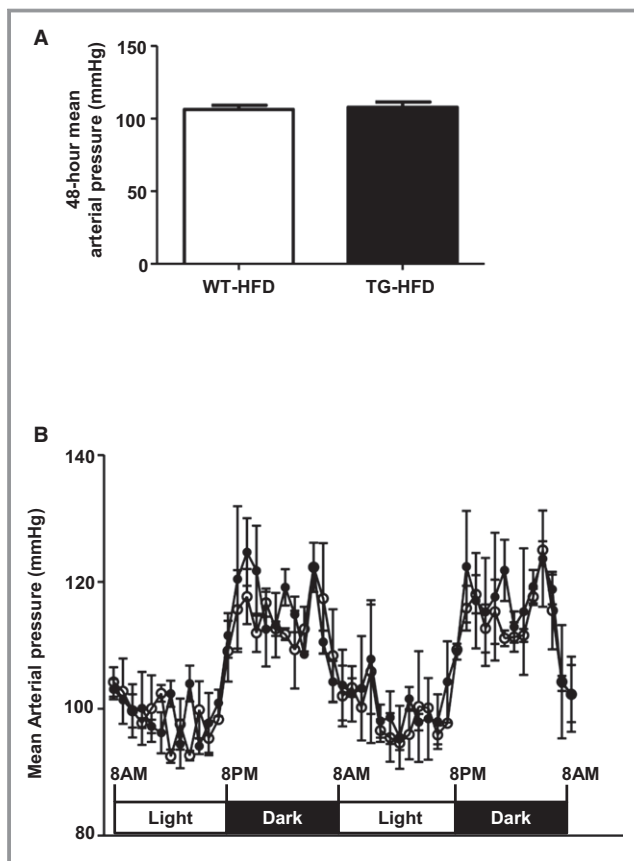 A
48-hour mean
arterial pressure (mmHg)
150
100
50
0
WT-HFD TG-HFD
B
Mean Arterial pressure (mmHg)
140
120
100
80
8AM 8PM 8AM 8PM 8AM
Light Dark Light Dark